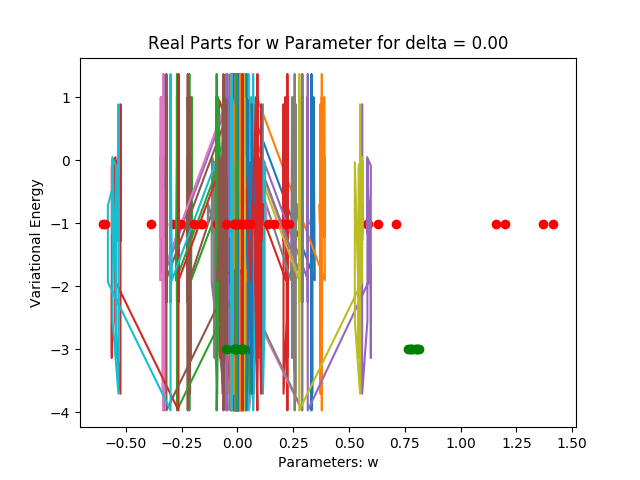 Real Parts for w Parameter for delta = 0.00
Variational Energy
1
0
−1
−2
−3
−4
−0.50 −0.25 0.00 0.25 0.50 0.75 1.00 1.25 1.50
Parameters: w